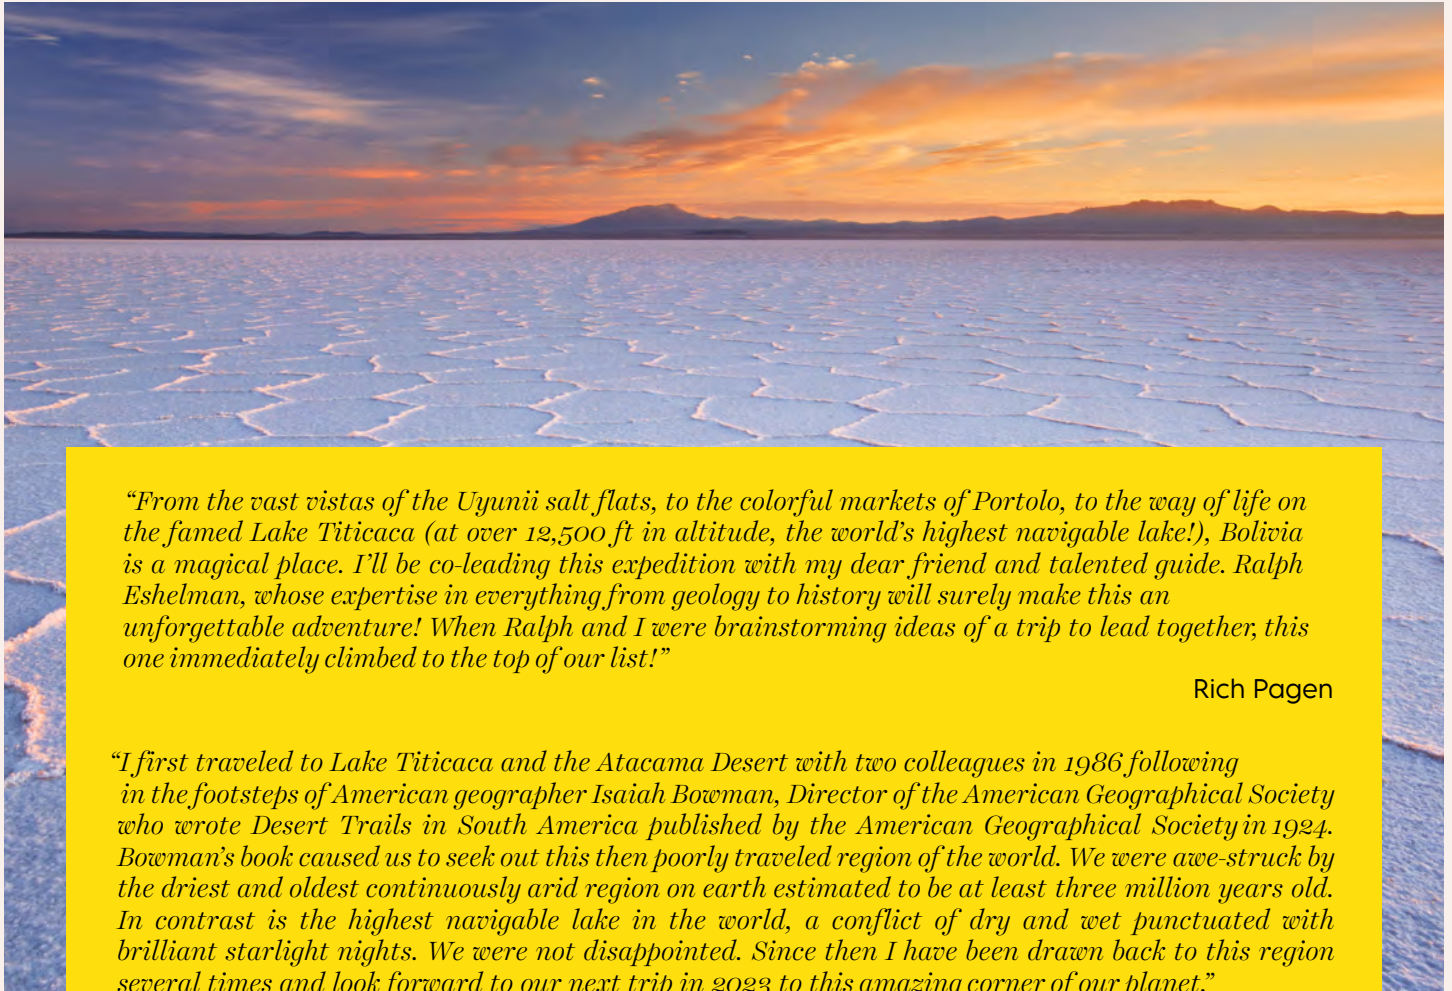 “From the vast vistas of the Uyunii salt flats, to the colorful markets of Portolo, to the way of life on
the famed Lake Titicaca (at over 12,500 ft in altitude, the world’s highest navigable lake!), Bolivia
is a magical place. I’ll be co-leading this expedition with my dear friend and talented guide. Ralph
Eshelman, whose expertise in everything from geology to history will surely make this an
unforgettable adventure! When Ralph and I were brainstorming ideas of a trip to lead together, this
one immediately climbed to the top of our list!”
Rich Pagen
“I first traveled to Lake Titicaca and the Atacama Desert with two colleagues in 1986 following
in the footsteps of American geographer Isaiah Bowman, Director of the American Geographical Society
who wrote Desert Trails in South America published by the American Geographical Society in 1924.
Bowman’s book caused us to seek out this then poorly traveled region of the world. We were awe-struck by
the driest and oldest continuously arid region on earth estimated to be at least three million years old.
In contrast is the highest navigable lake in the world, a conflict of dry and wet punctuated with
brilliant starlight nights. We were not disappointed. Since then I have been drawn back to this region
several times and look forward to our next trip in 2023 to this amazing corner of our planet.”